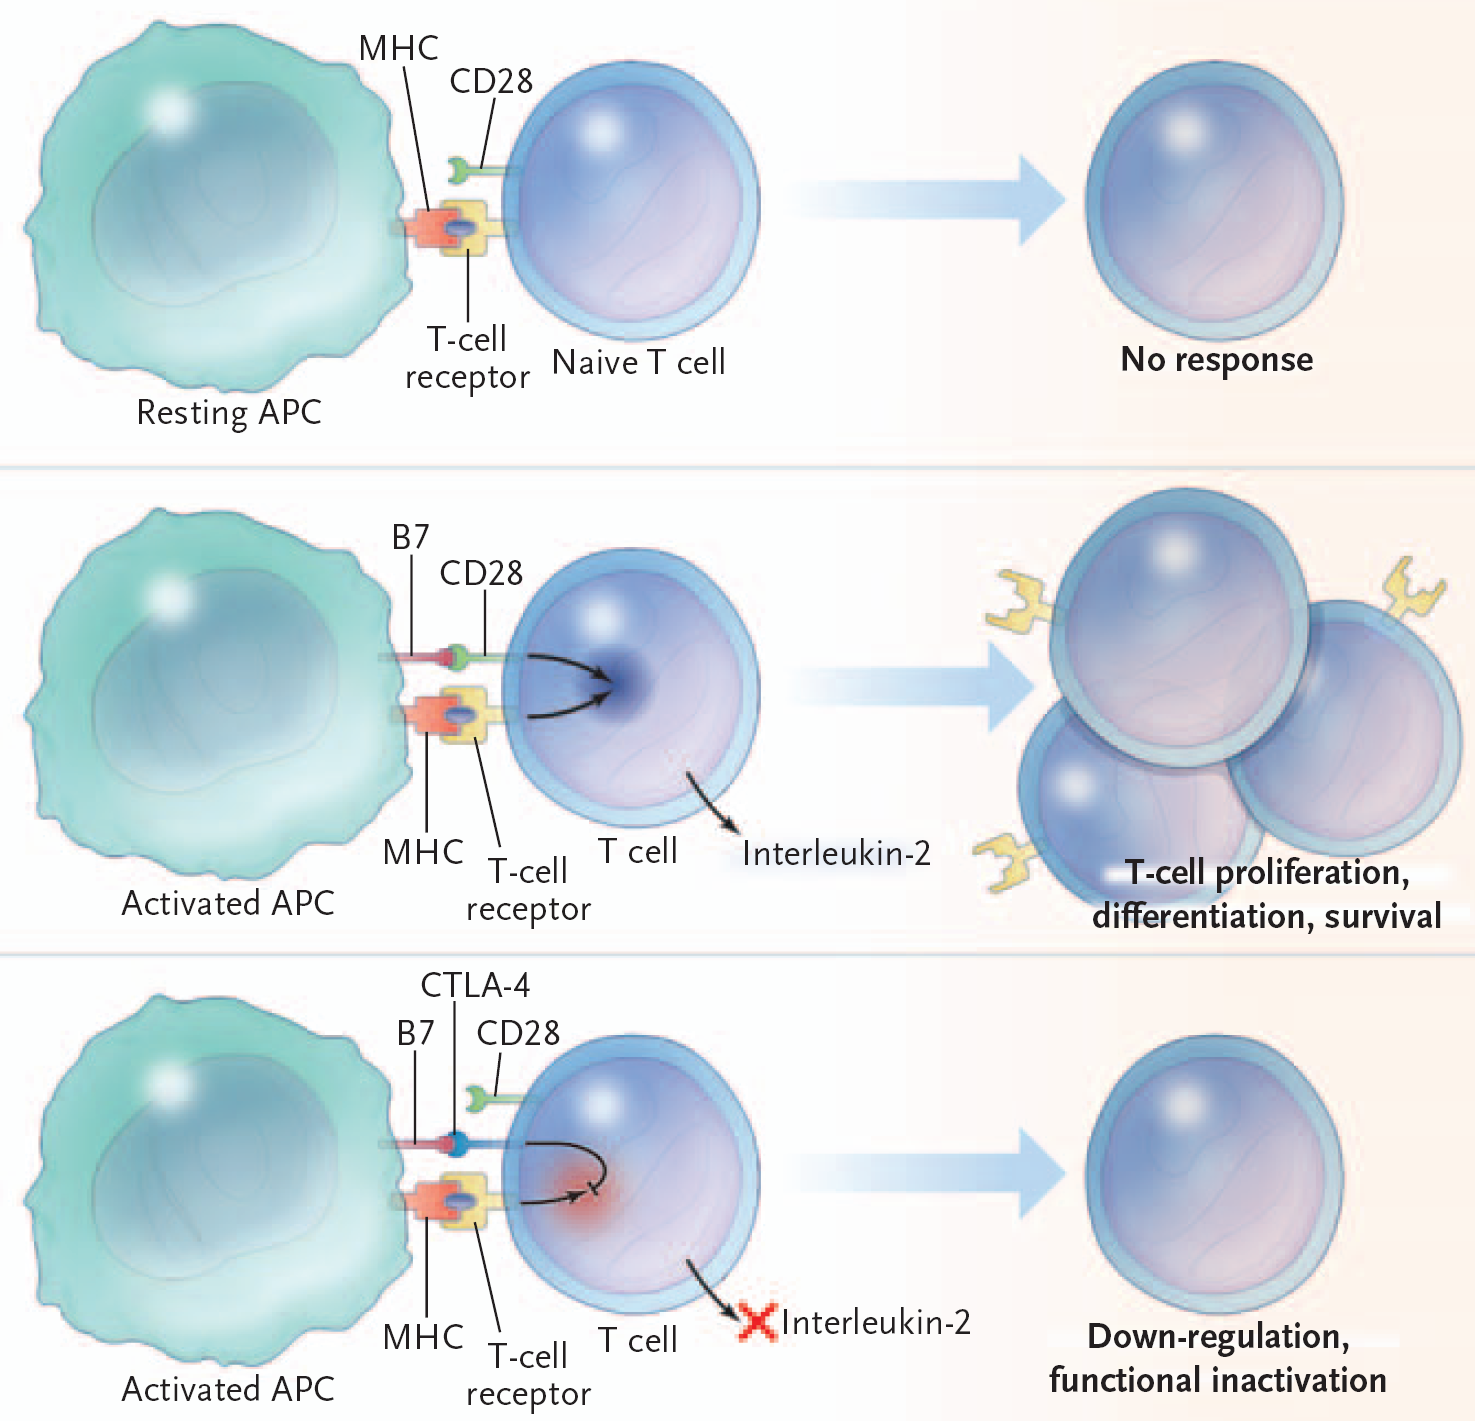 MHC
CD28
T-cell
receptor
Naive T cell
Resting APC
No response
B7
CD28
MHC
T-cell
receptor
T cell
Interleukin-2
Activated APC
T-cell proliferation,
differentiation, survival
CTLA-4
B7
CD28
MHC
T-cell
receptor
T cell
Interleukin-2
Activated APC
Down-regulation,
functional inactivation